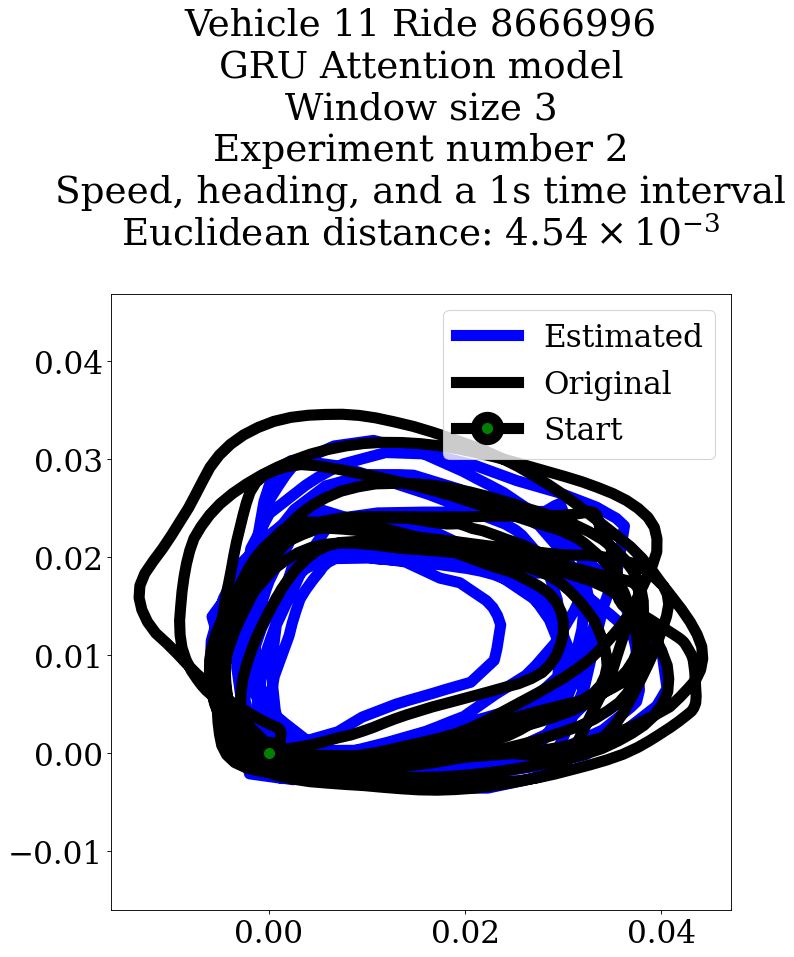 Vehicle 11 Ride 8666996
GRU Attention model
Window size 3
Experiment number 2
Speed, heading, and a 1s time interval
Euclidean distance: 4.54 × 10⁻³
Estimated
Original
Start
0.04
0.03
0.02
0.01
0.00
−0.01
0.00 0.02 0.04